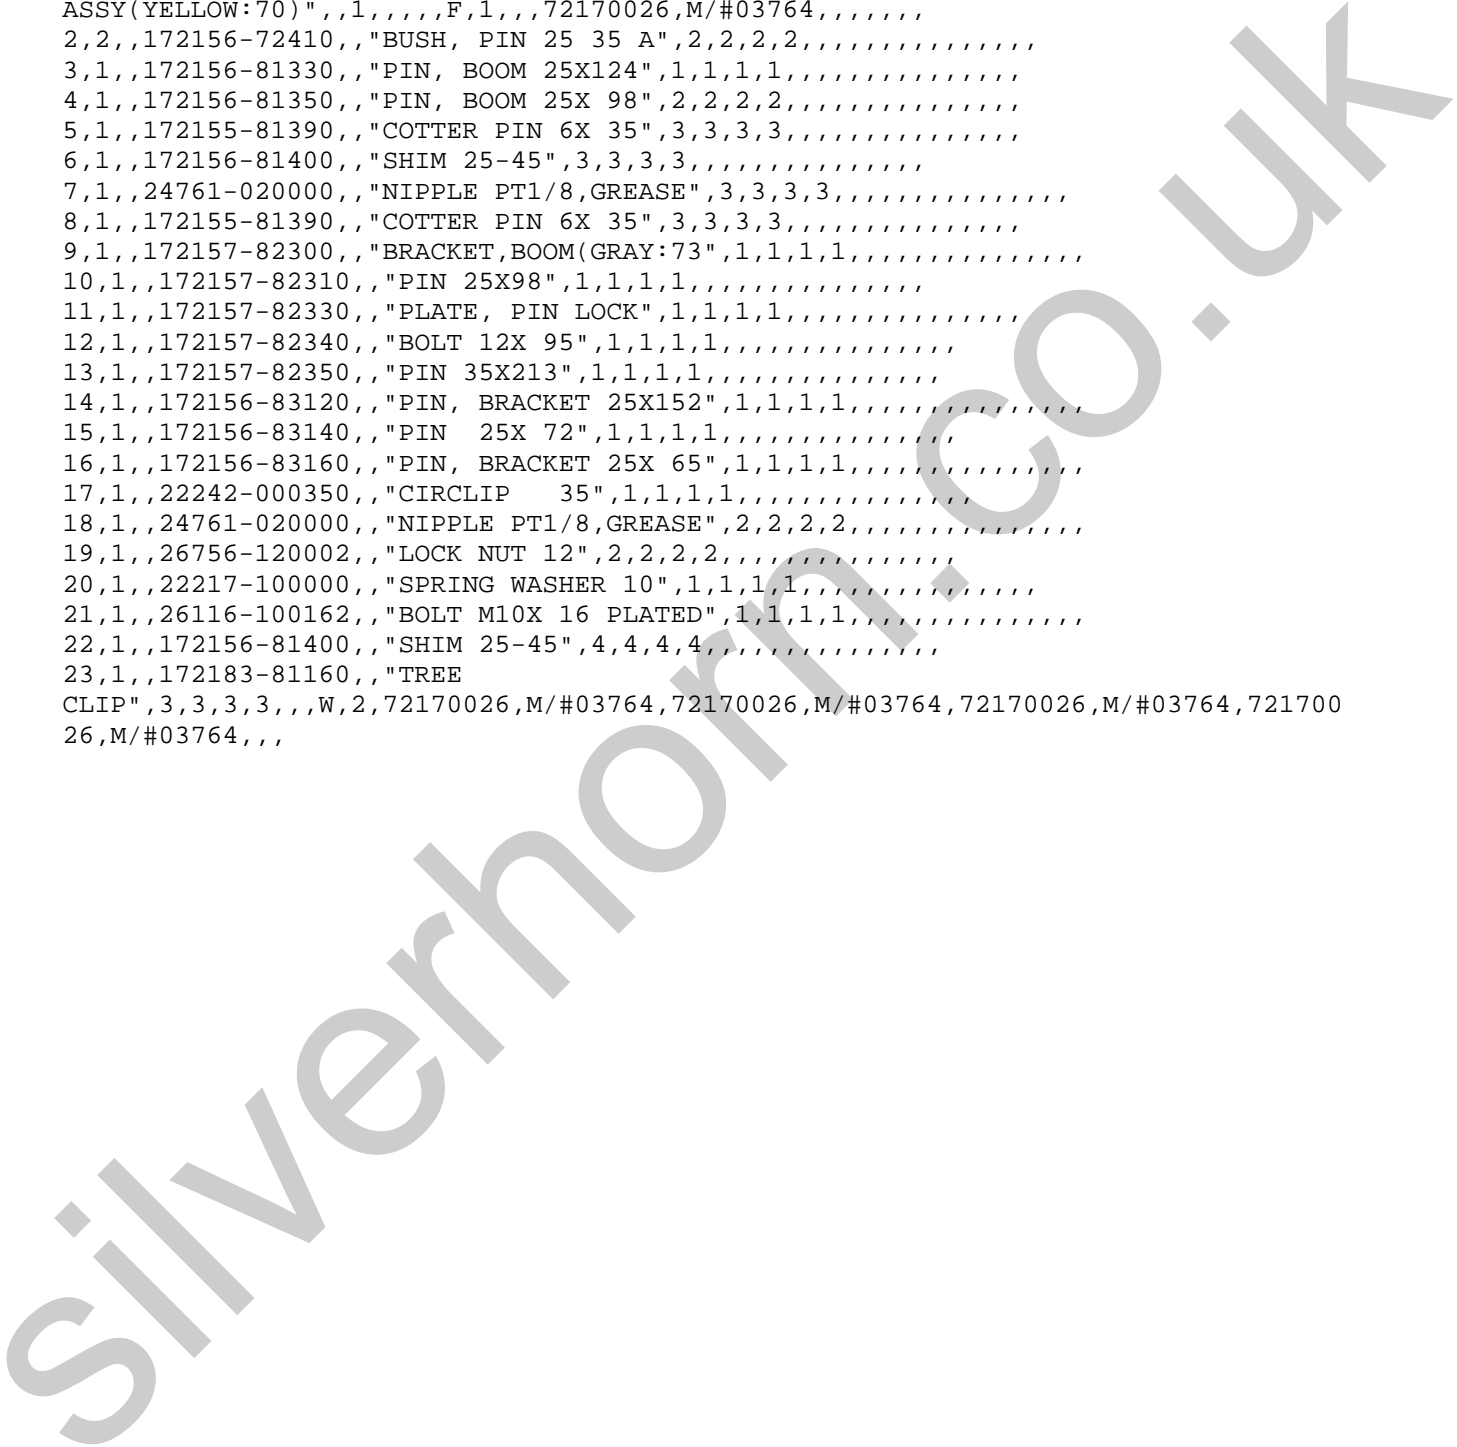 ASSY(YELLOW:70)",,1,,,,,F,1,,,72170026,M/#03764,,,,,,,
2,2,,172156-72410,,"BUSH, PIN 25 35 A",2,2,2,2,,,,,,,,,,,,,,,
3,1,,172156-81330,,"PIN, BOOM 25X124",1,1,1,1,,,,,,,,,,,,,,,
4,1,,172156-81350,,"PIN, BOOM 25X 98",2,2,2,2,,,,,,,,,,,,,,,
5,1,,172155-81390,,"COTTER PIN 6X 35",3,3,3,3,,,,,,,,,,,,,,,
6,1,,172156-81400,,"SHIM 25-45",3,3,3,3,,,,,,,,,,,,,,,
7,1,,24761-020000,,"NIPPLE PT1/8,GREASE",3,3,3,3,,,,,,,,,,,,,,,
8,1,,172155-81390,,"COTTER PIN 6X 35",3,3,3,3,,,,,,,,,,,,,,,
9,1,,172157-82300,,"BRACKET,BOOM(GRAY:73",1,1,1,1,,,,,,,,,,,,,,,
10,1,,172157-82310,,"PIN 25X98",1,1,1,1,,,,,,,,,,,,,,,
11,1,,172157-82330,,"PLATE, PIN LOCK",1,1,1,1,,,,,,,,,,,,,,,
12,1,,172157-82340,,"BOLT 12X 95",1,1,1,1,,,,,,,,,,,,,,,
13,1,,172157-82350,,"PIN 35X213",1,1,1,1,,,,,,,,,,,,,,,
14,1,,172156-83120,,"PIN, BRACKET 25X152",1,1,1,1,,,,,,,,,,,,,,,
15,1,,172156-83140,,"PIN  25X 72",1,1,1,1,,,,,,,,,,,,,,,
16,1,,172156-83160,,"PIN, BRACKET 25X 65",1,1,1,1,,,,,,,,,,,,,,,
17,1,,22242-000350,,"CIRCLIP   35",1,1,1,1,,,,,,,,,,,,,,,
18,1,,24761-020000,,"NIPPLE PT1/8,GREASE",2,2,2,2,,,,,,,,,,,,,,,
19,1,,26756-120002,,"LOCK NUT 12",2,2,2,2,,,,,,,,,,,,,,,
20,1,,22217-100000,,"SPRING WASHER 10",1,1,1,1,,,,,,,,,,,,,,,
21,1,,26116-100162,,"BOLT M10X 16 PLATED",1,1,1,1,,,,,,,,,,,,,,,
22,1,,172156-81400,,"SHIM 25-45",4,4,4,4,,,,,,,,,,,,,,,
23,1,,172183-81160,,"TREE
CLIP",3,3,3,3,,,W,2,72170026,M/#03764,72170026,M/#03764,72170026,M/#03764,721700
26,M/#03764,,,
silverhorn.co.uk